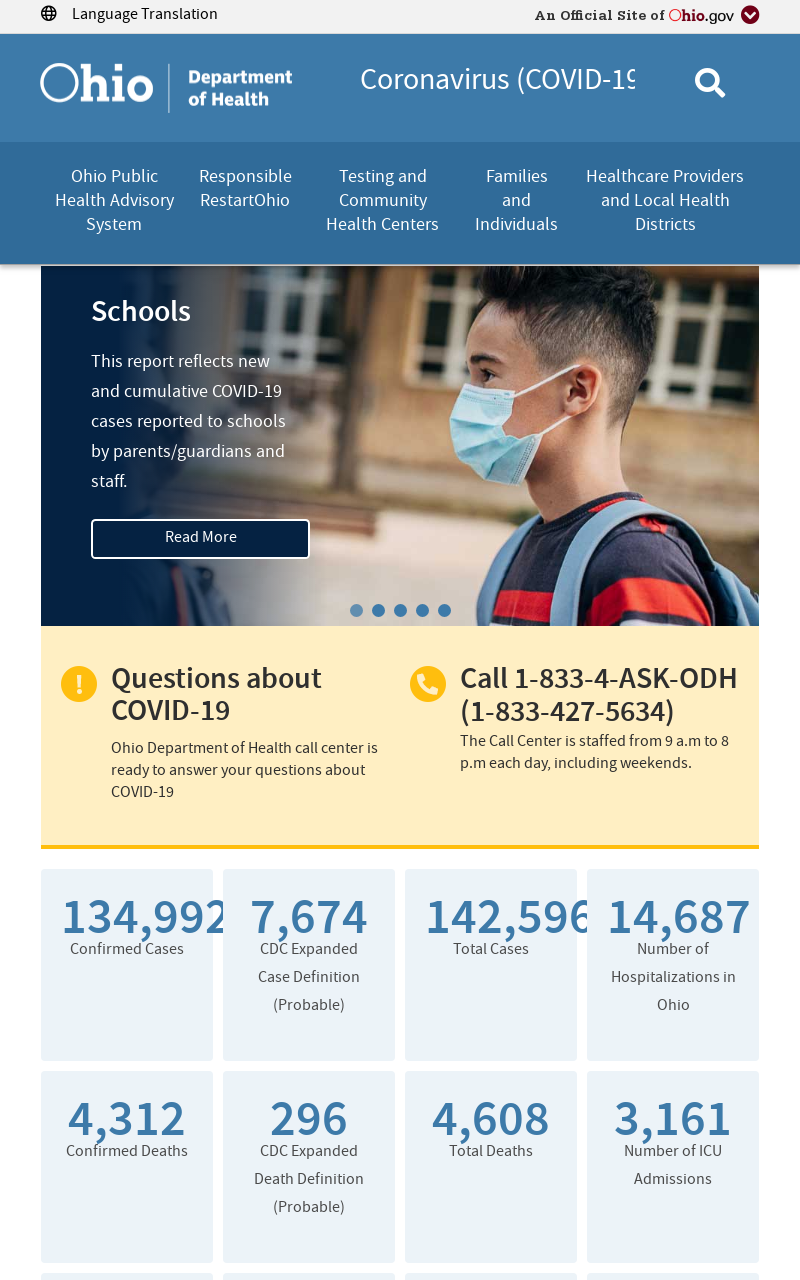 Language Translation
An Official Site of Ohio.gov
Ohio
Department
of Health
Coronavirus (COVID-19
Ohio Public
Health Advisory
System
Responsible
RestartOhio
Testing and
Community
Health Centers
Families
and
Individuals
Healthcare Providers
and Local Health
Districts
Schools
This report reflects new
and cumulative COVID-19
cases reported to schools
by parents/guardians and
staff.
Read More
Questions about
COVID-19
Ohio Department of Health call center is
ready to answer your questions about
COVID-19
Call 1-833-4-ASK-ODH
(1-833-427-5634)
The Call Center is staffed from 9 a.m to 8
p.m each day, including weekends.
134,992
Confirmed Cases
7,674
CDC Expanded
Case Definition
(Probable)
142,596
Total Cases
14,687
Number of
Hospitalizations in
Ohio
4,312
Confirmed Deaths
296
CDC Expanded
Death Definition
(Probable)
4,608
Total Deaths
3,161
Number of ICU
Admissions